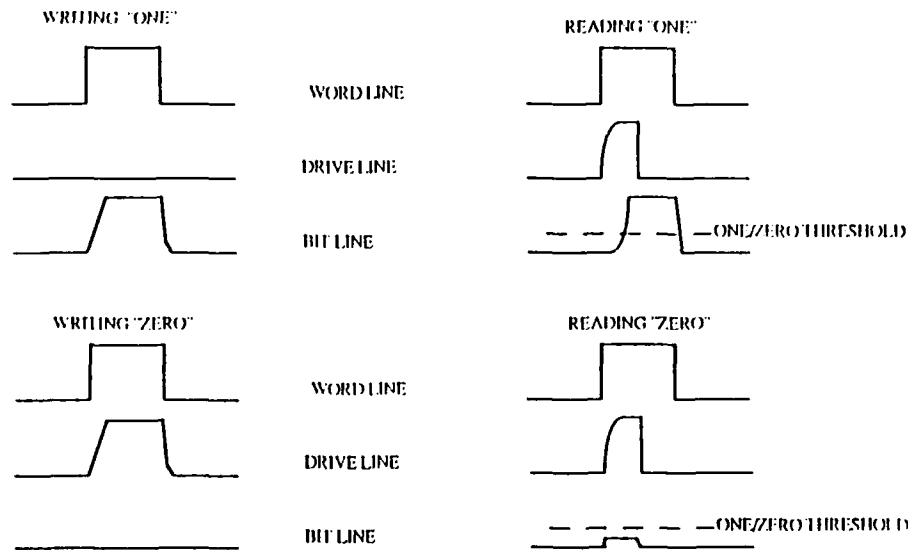 WRITING "ONE"
READING "ONE"
WORD LINE
DRIVE LINE
BIT LINE
ONE/ZERO THRESHOLD
WRITING "ZERO"
READING "ZERO"
WORD LINE
DRIVE LINE
ONE/ZERO THRESHOLD
BIT LINE